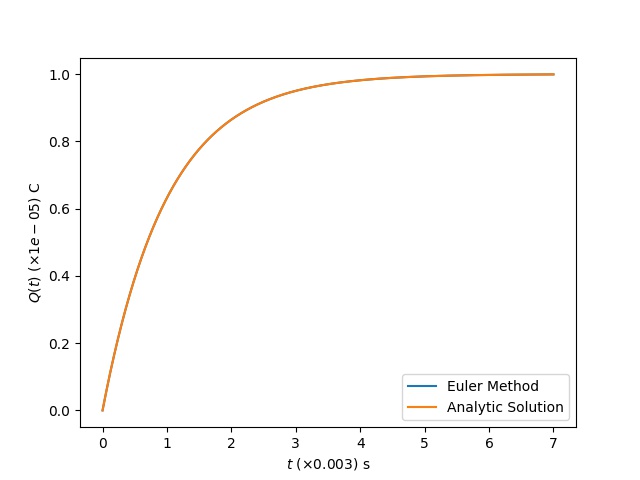 1.0
0.8
0.6
0.4
0.2
0.0
Q(t) (×1e − 05) C
Euler Method
Analytic Solution
0 1 2 3 4 5 6 7
t (×0.003) s